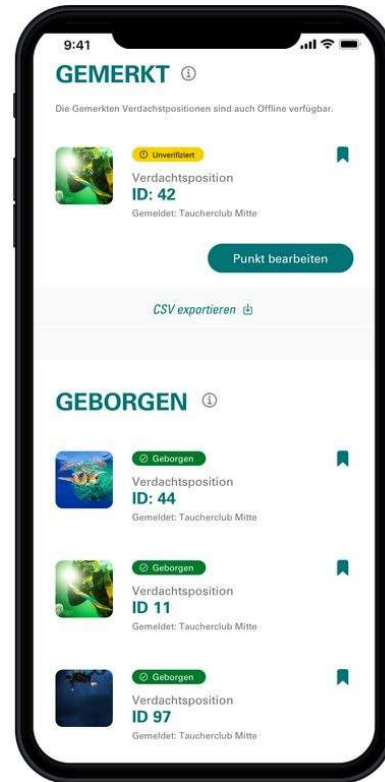 9:41
GEMERKT
Die Gemerkten Verdachstpositionen sind auch Offline verfügbar.
Unverifiziert
Verdachtsposition
ID: 42
Gemeldet: Taucherclub Mitte
Punkt bearbeiten
CSV exportieren
GEBORGEN
Geborgen
Verdachtsposition
ID: 44
Gemeldet: Taucherclub Mitte
Geborgen
Verdachtsposition
ID 11
Gemeldet: Taucherclub Mitte
Geborgen
Verdachtsposition
ID 97
Gemeldet: Taucherclub Mitte